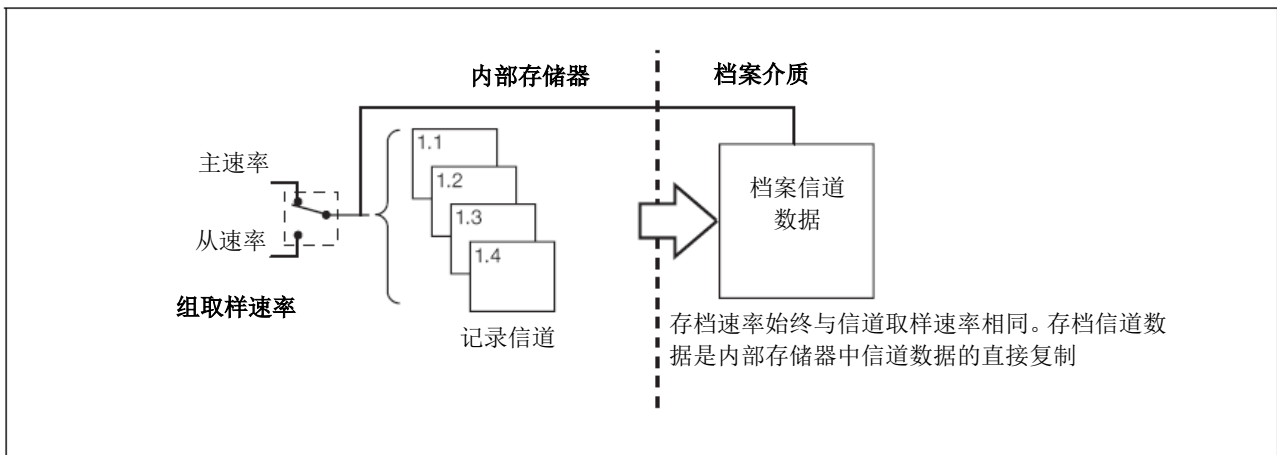 内部存储器
档案介质
主速率
从速率
组取样速率
1.1
1.2
1.3
1.4
记录信道
档案信道
数据
存档速率始终与信道取样速率相同。存档信道数
据是内部存储器中信道数据的直接复制